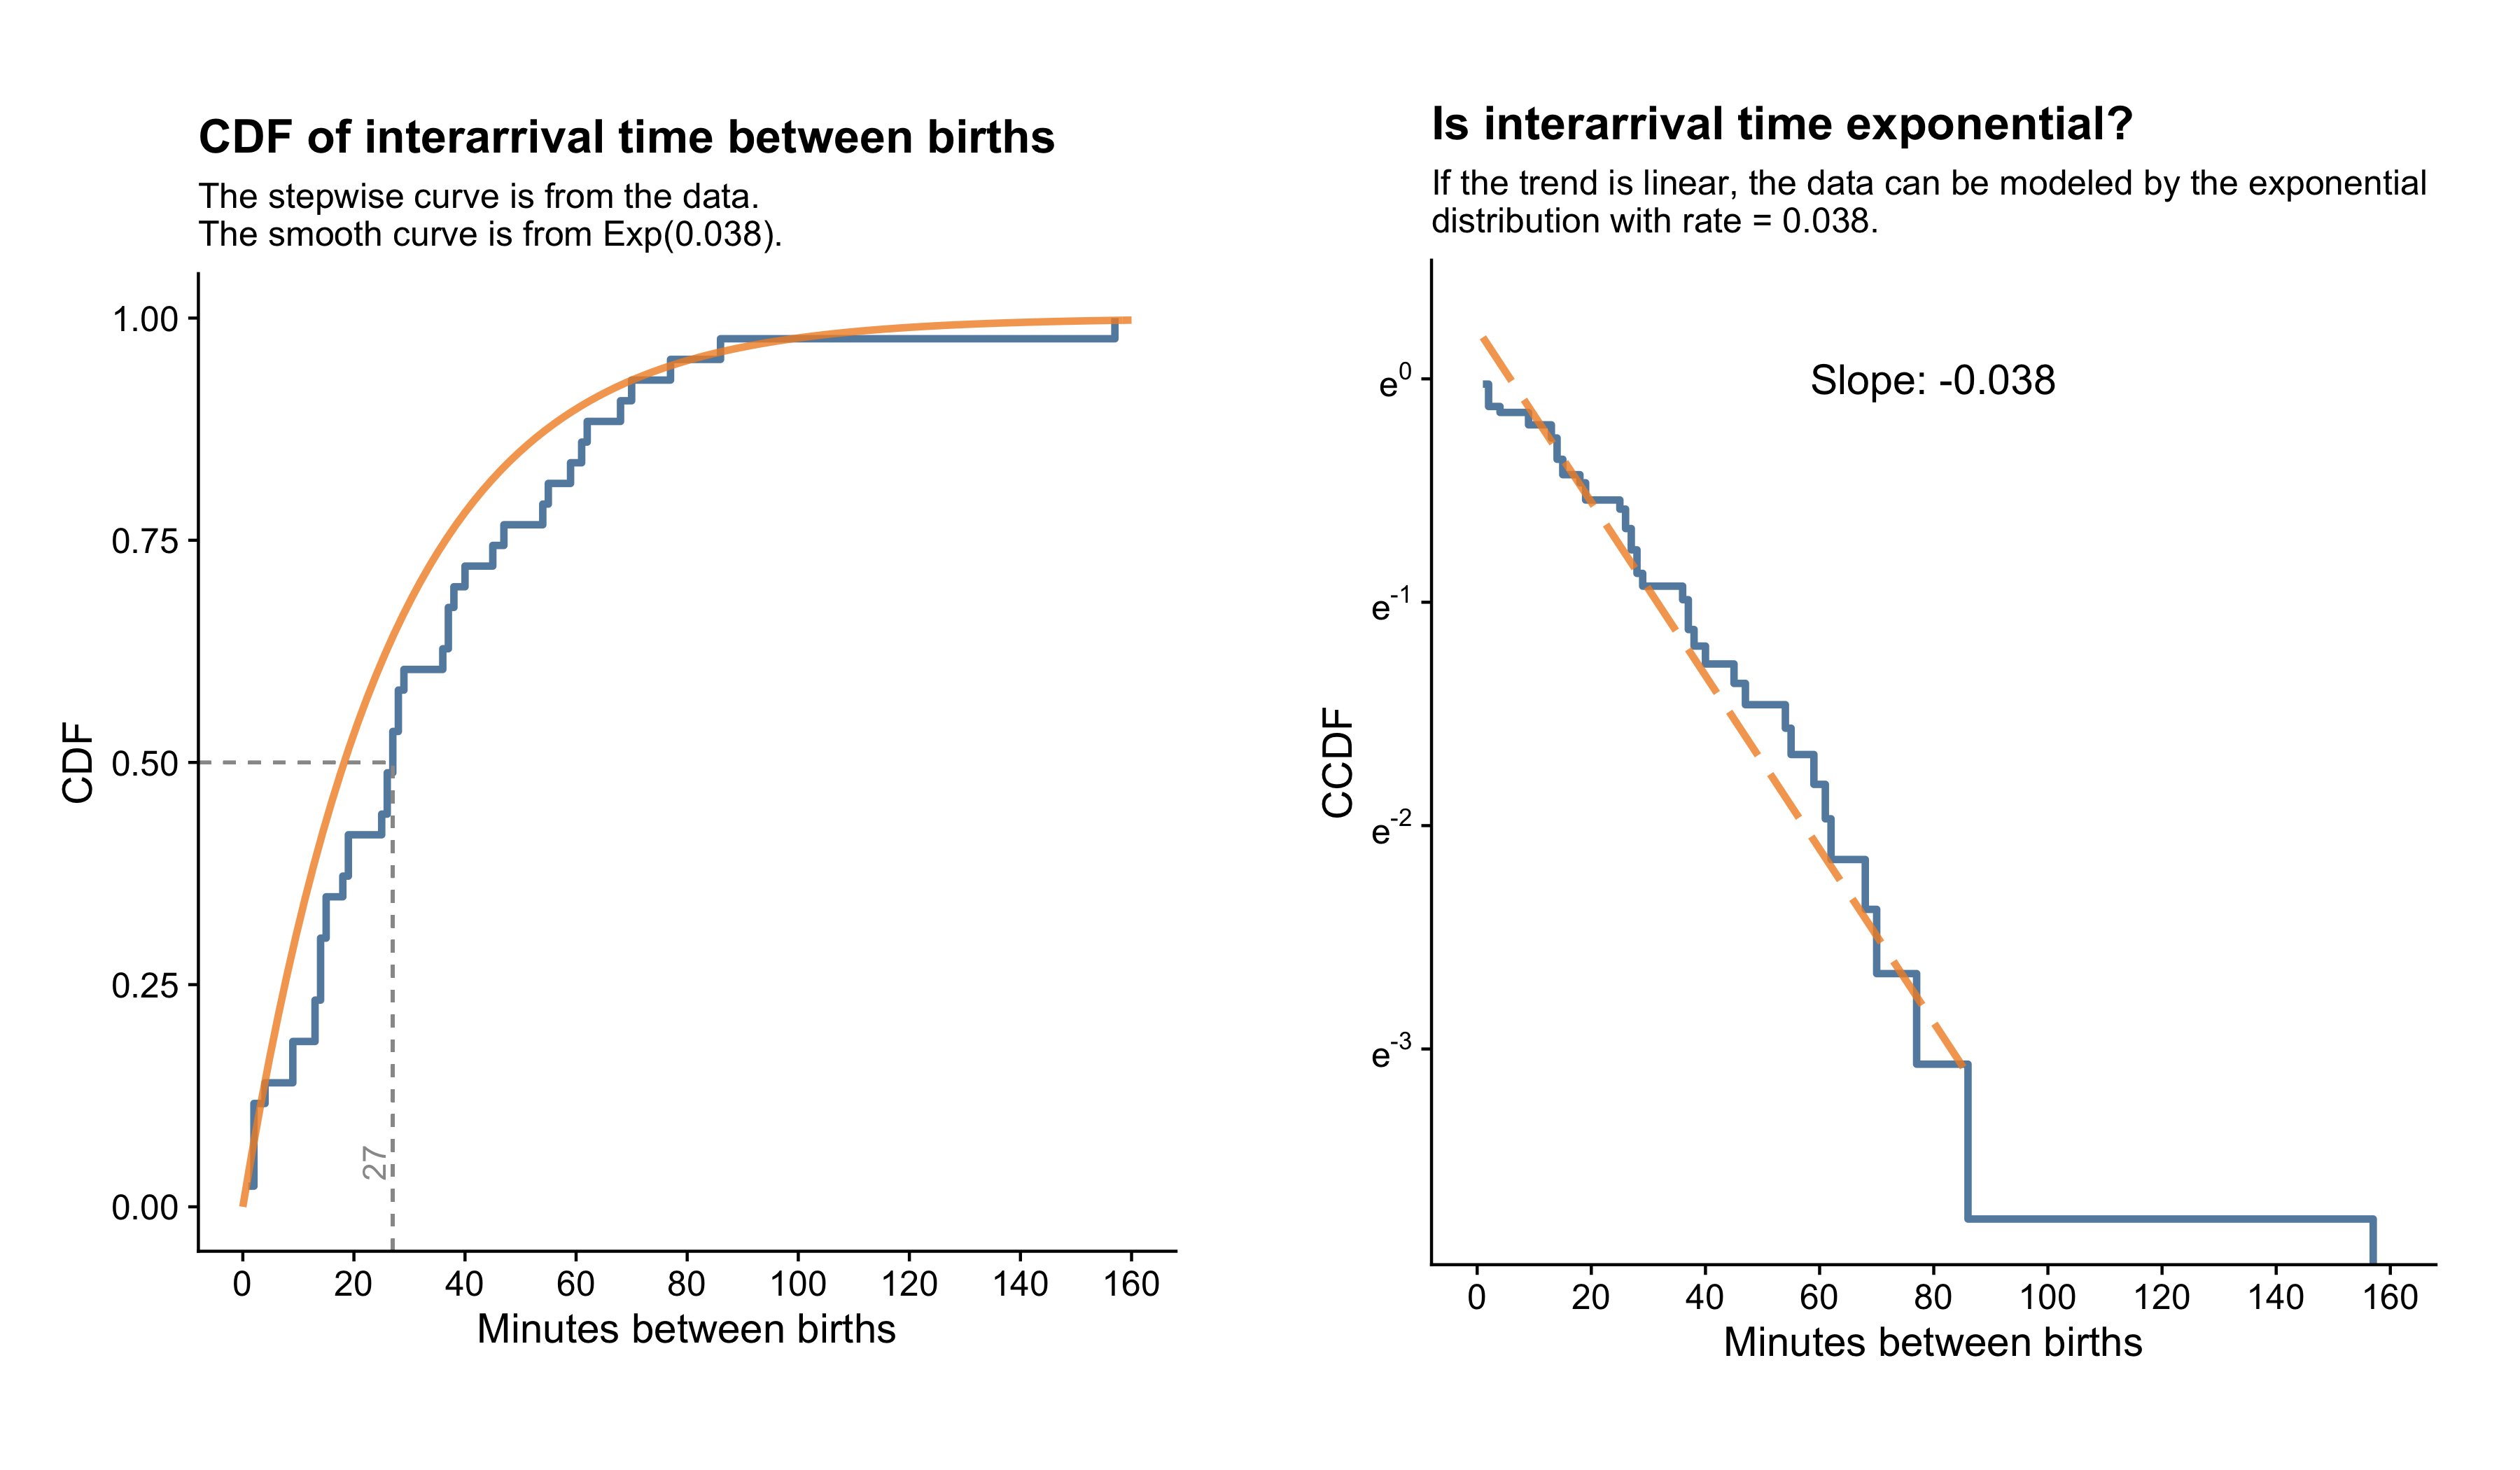 CDF of interarrival time between births
The stepwise curve is from the data.
The smooth curve is from Exp(0.038).
1.00
0.75
0.50
0.25
0.00
CDF
27
0 20 40 60 80 100 120 140 160
Minutes between births
Is interarrival time exponential?
If the trend is linear, the data can be modeled by the exponential
distribution with rate = 0.038.
Slope: -0.038
e⁰
e⁻¹
e⁻²
e⁻³
CCDF
0 20 40 60 80 100 120 140 160
Minutes between births